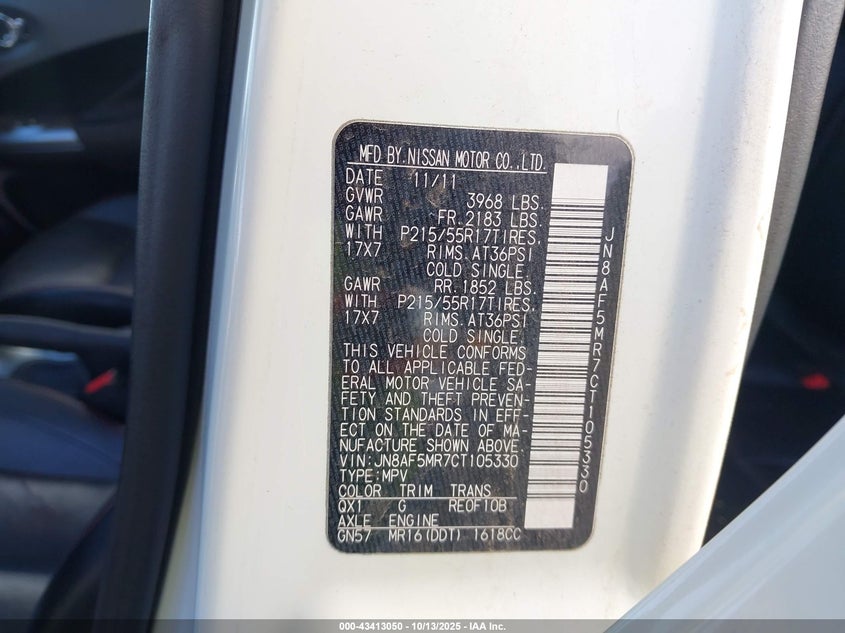 MFD BY.NISSAN MOTOR CO.,LTD.
DATE 11/11
GVWR 3968 LBS.
GAWR FR.2183 LBS.
WITH P215/55R17TIRES,
17X7 RIMS.AT36PSI
COLD SINGLE.
GAWR RR.1852 LBS.
WITH P215/55R17TIRES,
17X7 RIMS.AT36PSI
COLD SINGLE.
THIS VEHICLE CONFORMS
TO ALL APPLICABLE FED-
ERAL MOTOR VEHICLE SA-
FETY AND THEFT PREVEN-
TION STANDARDS IN EFF-
ECT ON THE DATE OF MA-
NUFACTURE SHOWN ABOVE.
VIN:JN8AF5MR7CT105330
TYPE:MPV
COLOR TRIM TRANS
QX1 G RE0F10B
AXLE ENGINE
GN57 MR16(DDT) 1618CC
JN8AF5MR7CT105330
000-43413050 - 10/13/2025 - IAA Inc.